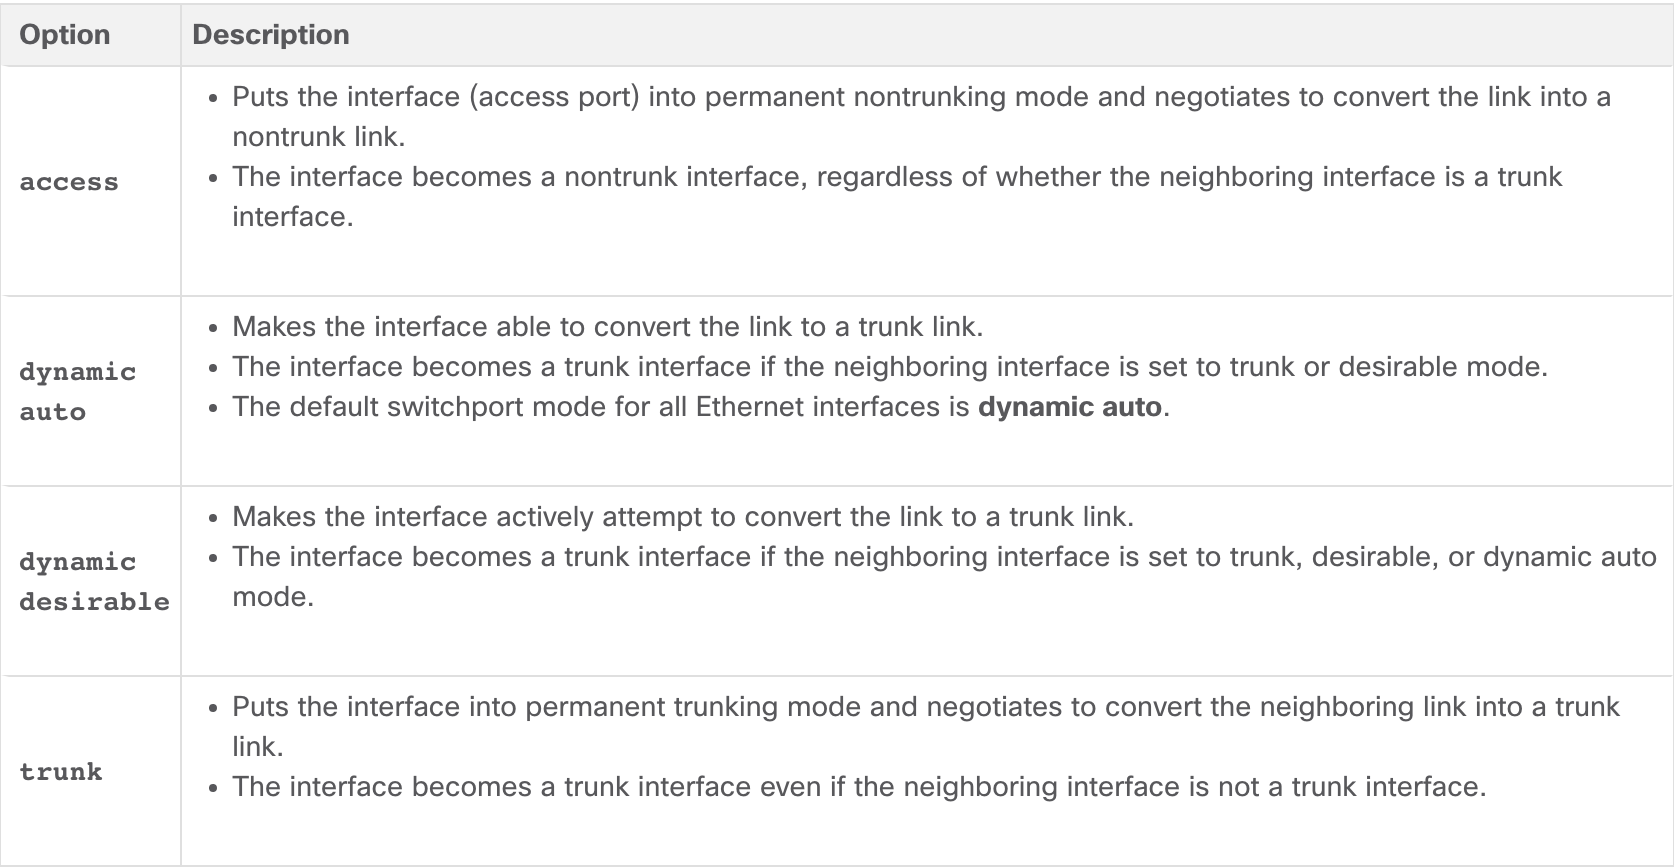 Option Description
• Puts the interface (access port) into permanent nontrunking mode and negotiates to convert the link into a
nontrunk link.
access
• The interface becomes a nontrunk interface, regardless of whether the neighboring interface is a trunk
interface.
dynamic
auto
• Makes the interface able to convert the link to a trunk link.
• The interface becomes a trunk interface if the neighboring interface is set to trunk or desirable mode.
• The default switchport mode for all Ethernet interfaces is dynamic auto.
dynamic
desirable
• Makes the interface actively attempt to convert the link to a trunk link.
• The interface becomes a trunk interface if the neighboring interface is set to trunk, desirable, or dynamic auto
mode.
trunk
• Puts the interface into permanent trunking mode and negotiates to convert the neighboring link into a trunk
link.
• The interface becomes a trunk interface even if the neighboring interface is not a trunk interface.